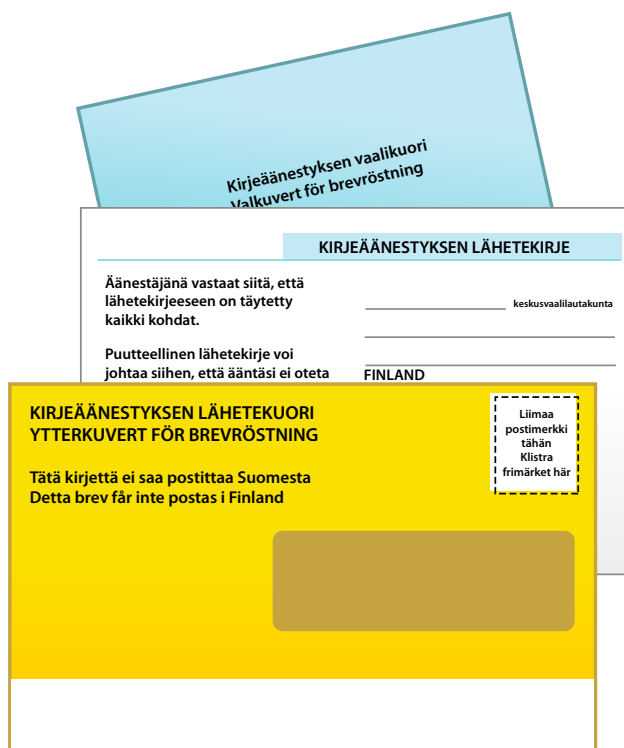 Kirjeäänestyksen vaalikuori
Valkuvert för brevröstning
KIRJEÄÄNESTYKSEN LÄHETEKIRJE
Äänestäjänä vastaat siitä, että
lähetekirjeeseen on täytetty
kaikki kohdat.
Puutteellinen lähetekirje voi
johtaa siihen, että ääntäsi ei oteta
keskusvaalilautakunta
FINLAND
KIRJEÄÄNESTYKSEN LÄHETEKUORI
YTTERKUVERT FÖR BREVRÖSTNING
Tätä kirjettä ei saa postittaa Suomesta
Detta brev får inte postas i Finland
Liimaa
postimerkki
tähän
Klistra
frimärket här